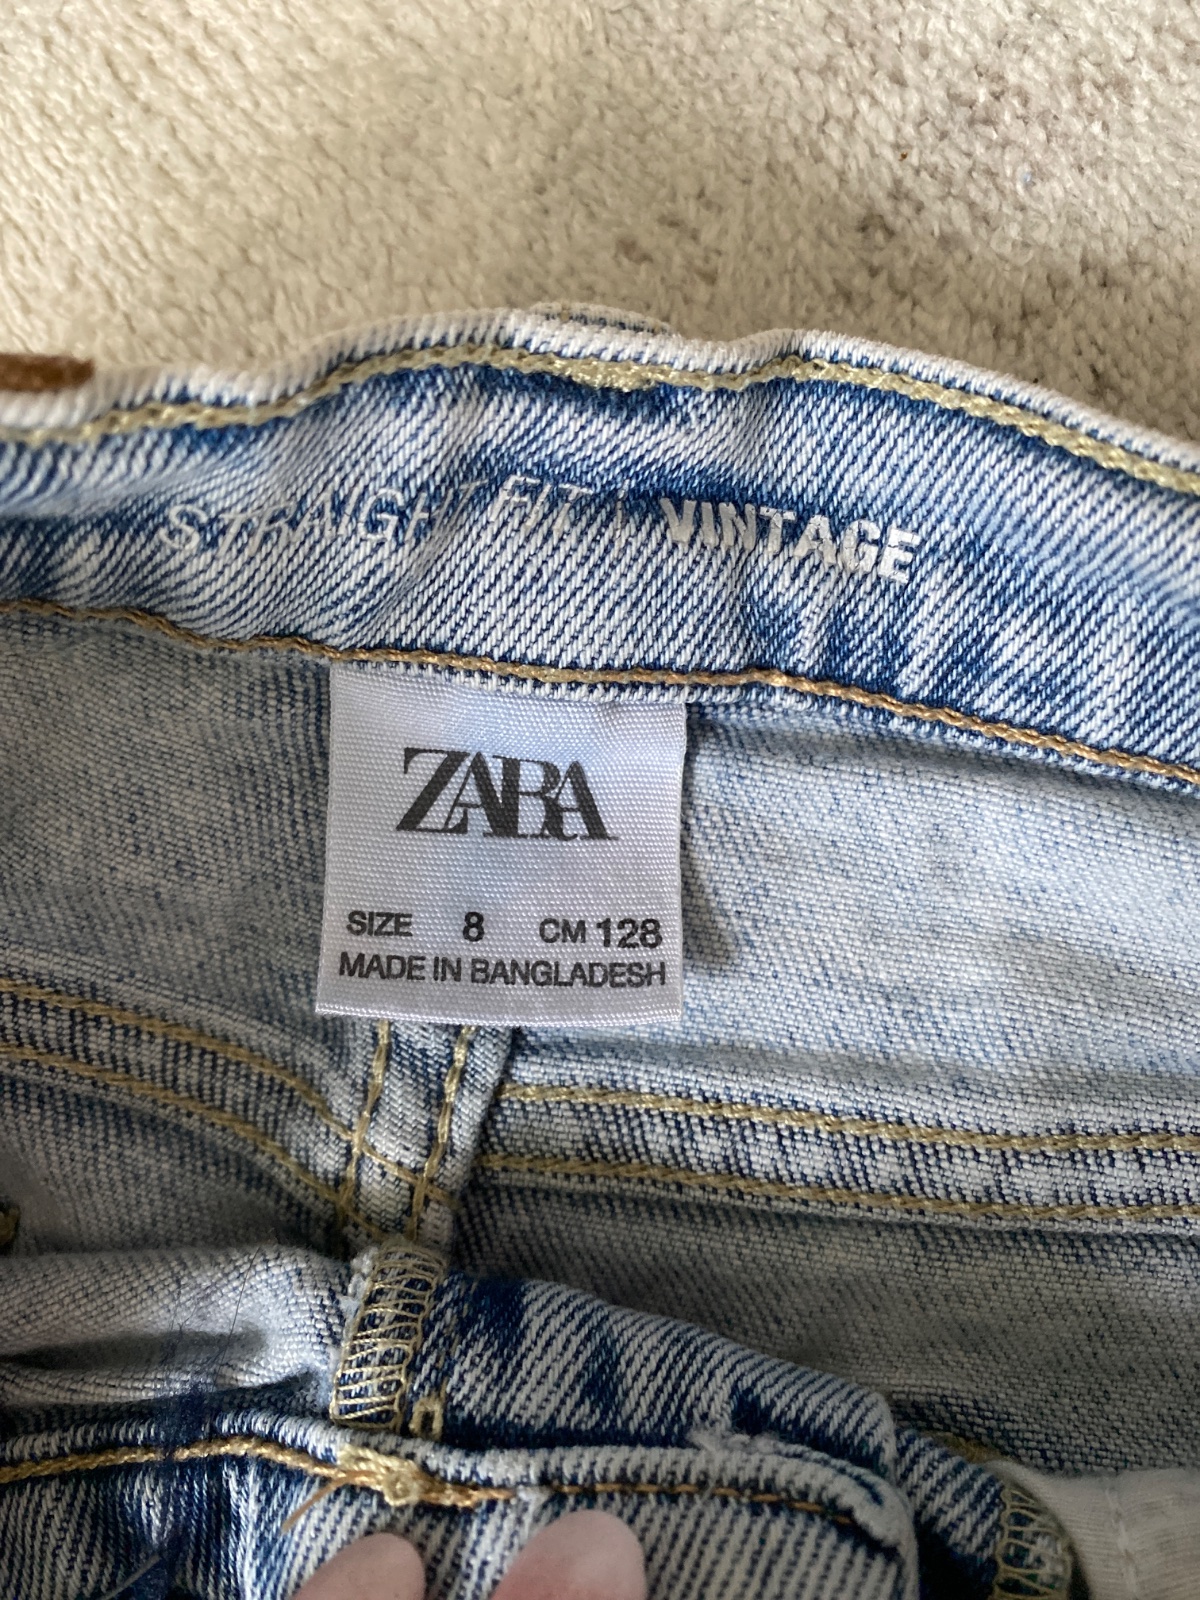 STRAIGHT FIT | VINTAGE
ZARA
SIZE 8 CM 128
MADE IN BANGLADESH